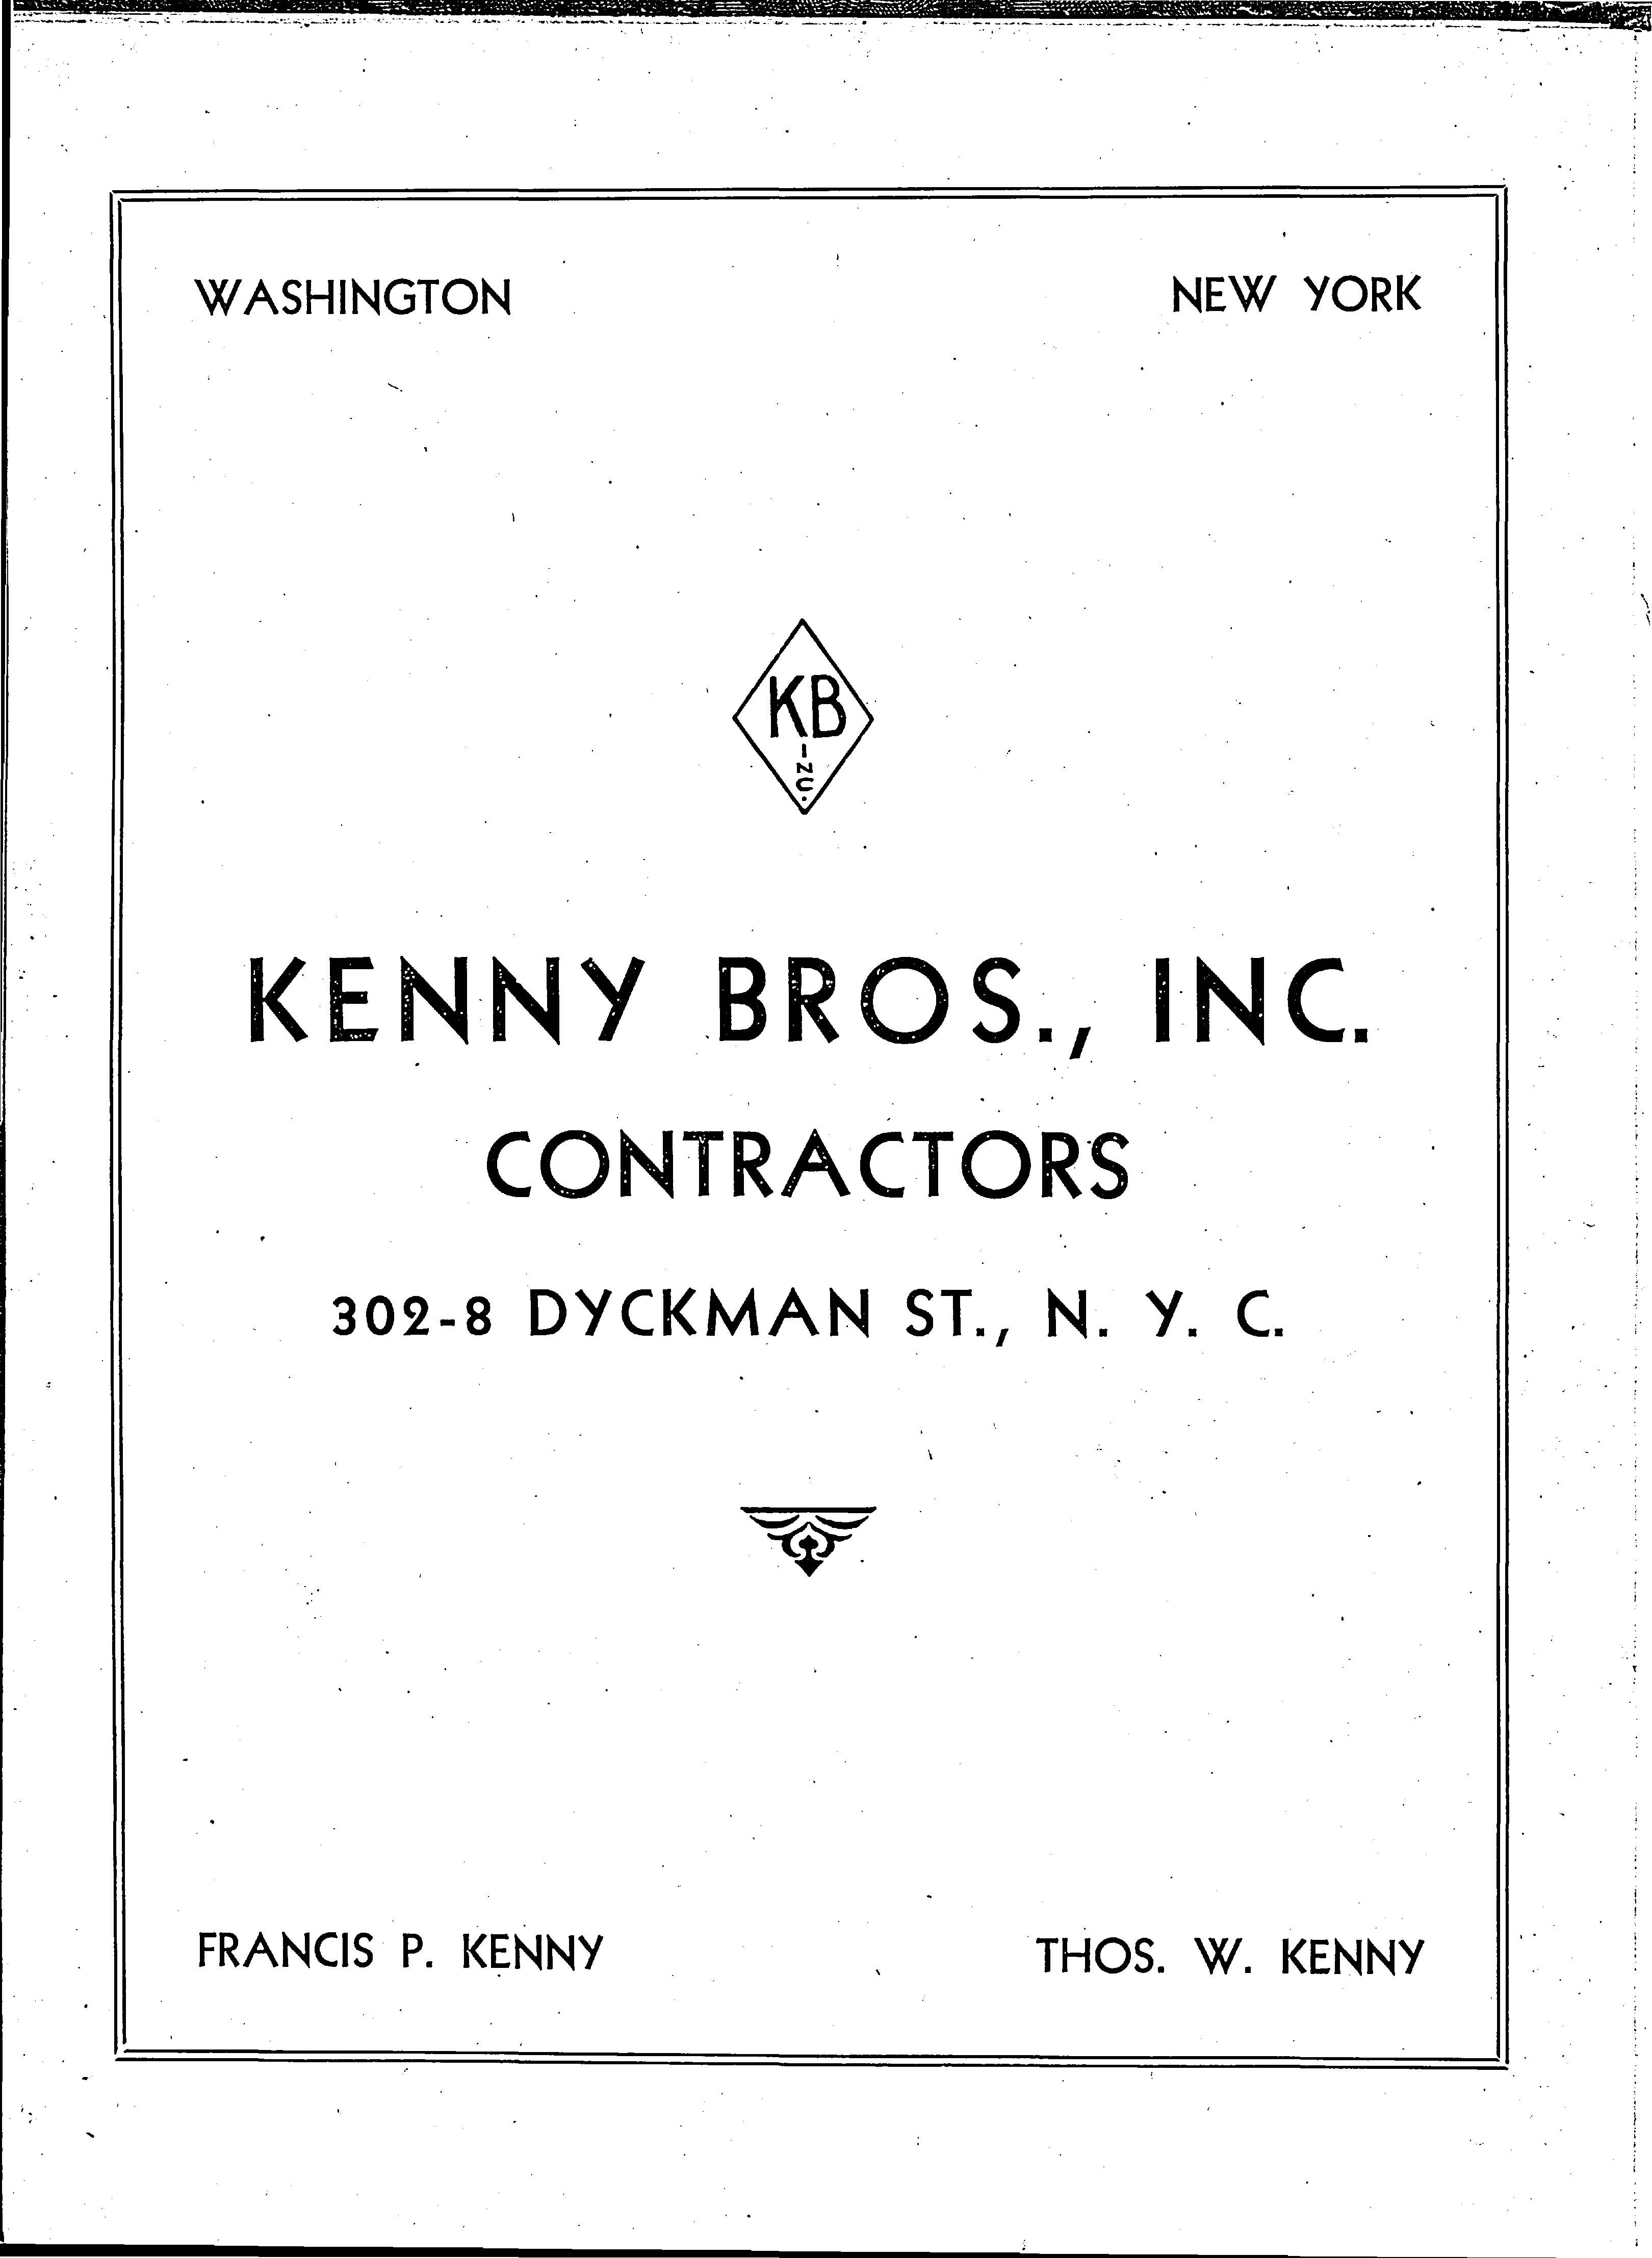 WASHINGTON NEW YORK
KB
INC.
KENNY BROS., INC.
CONTRACTORS
302-8 DYCKMAN ST., N. Y. C.
FRANCIS P. KENNY THOS. W. KENNY